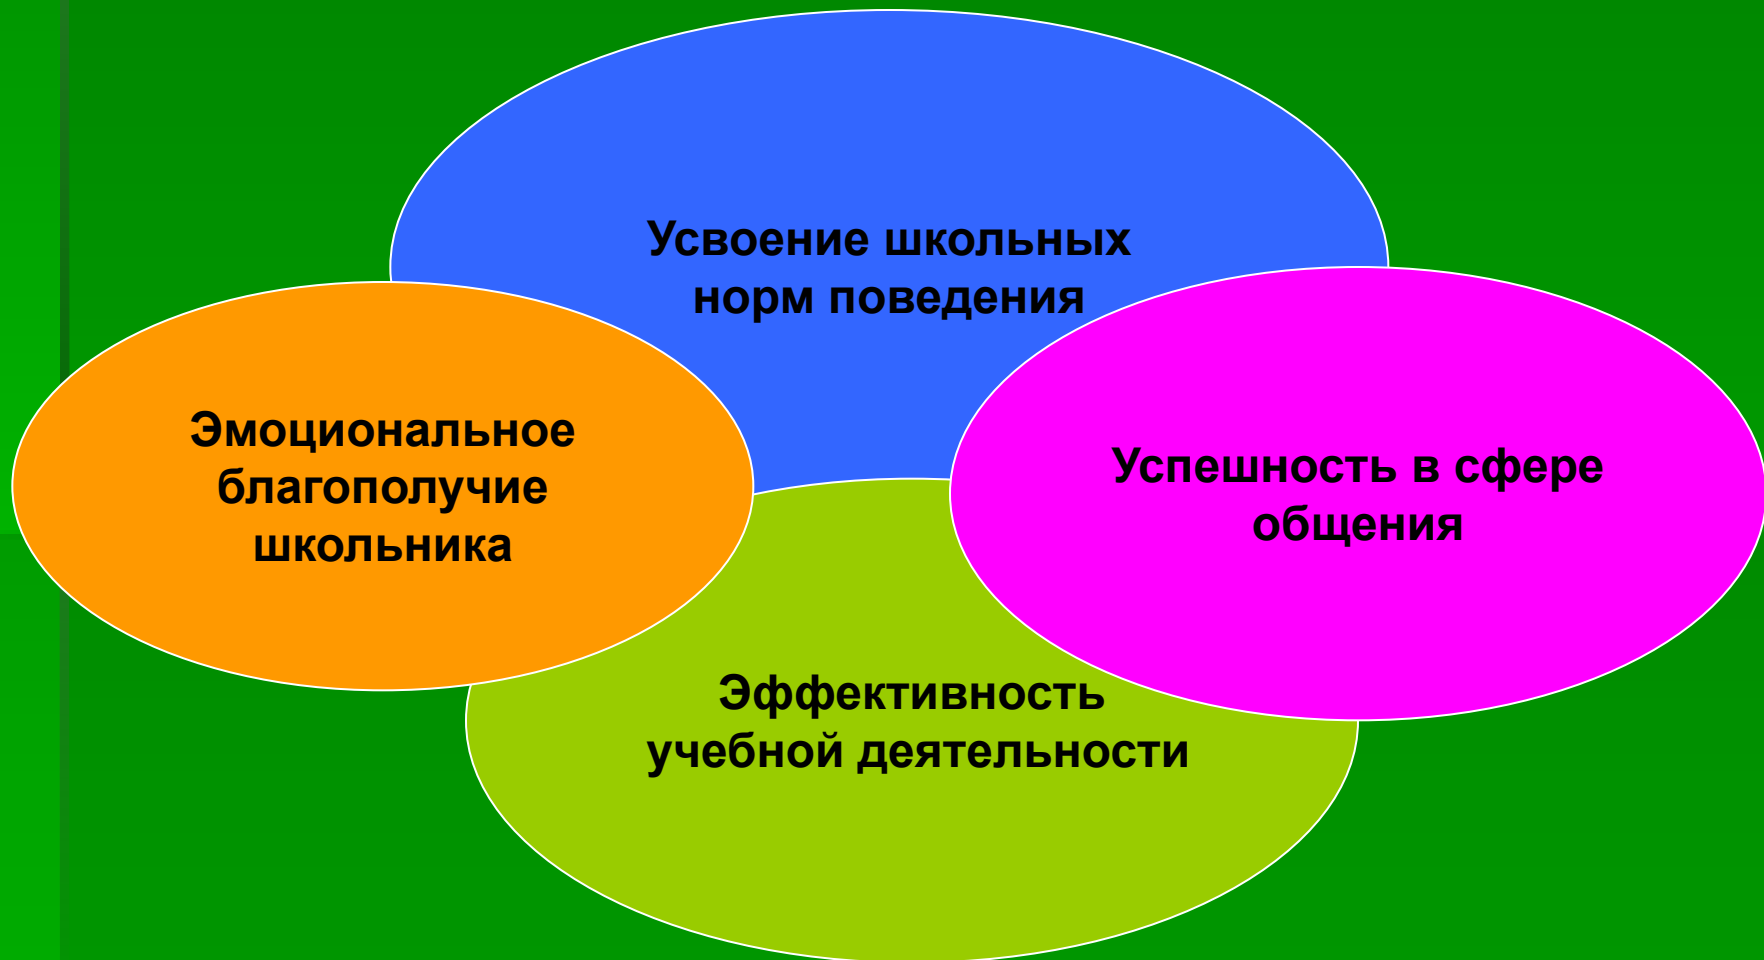 Усвоение школьных
норм поведения
Эмоциональное
благополучие
школьника
Успешность в сфере
общения
Эффективность
учебной деятельности